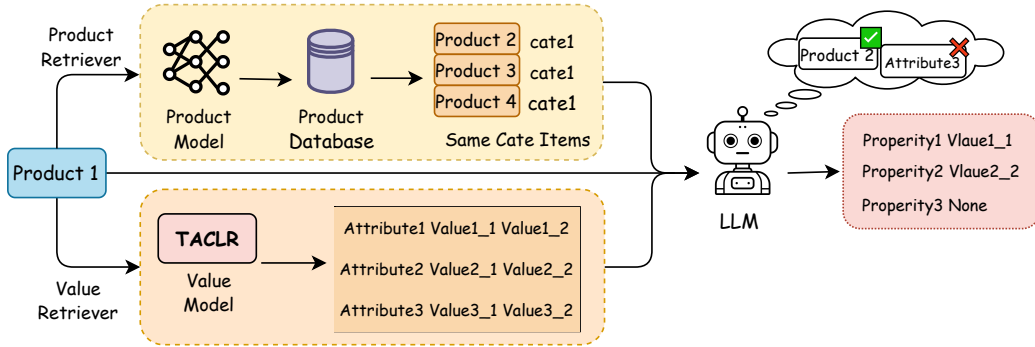 Product
Retriever
Product
Model
Product
Database
Product 2 cate1
Product 3 cate1
Product 4 cate1
Same Cate Items
Product 1
Value
Retriever
TACLR
Value
Model
Attribute1 Value1_1 Value1_2
Attribute2 Value2_1 Value2_2
Attribute3 Value3_1 Value3_2
Product 2
Attribute3
LLM
Properity1 Vlaue1_1
Properity2 Vlaue2_2
Properity3 None